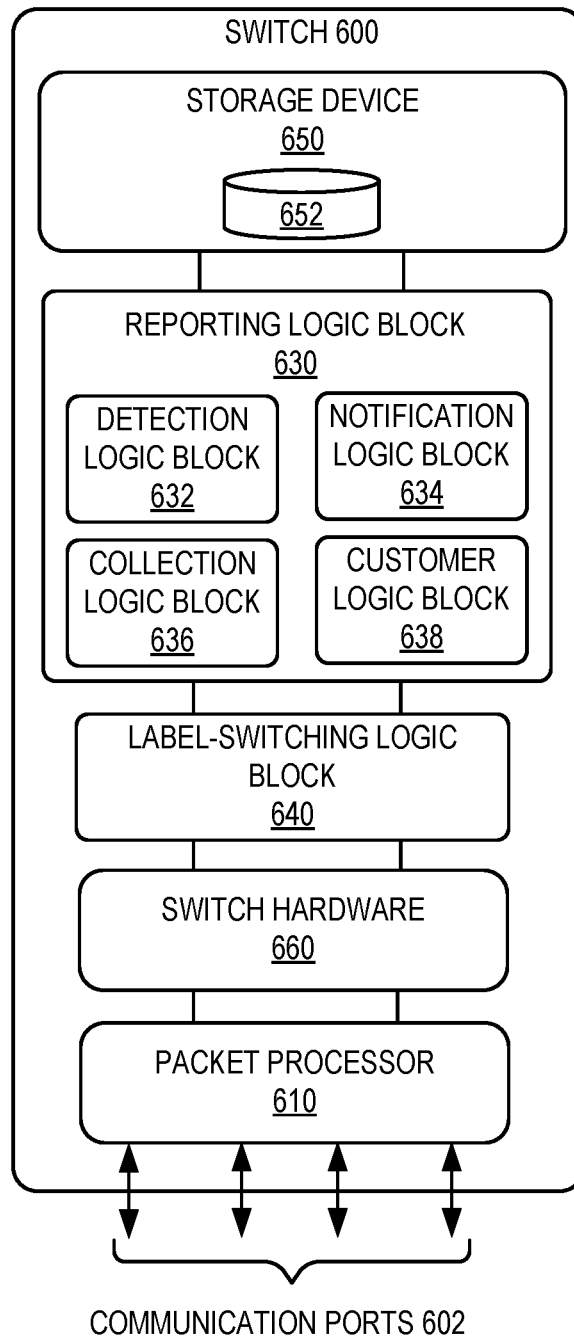 SWITCH 600
STORAGE DEVICE
650
652
REPORTING LOGIC BLOCK
630
DETECTION
LOGIC BLOCK
632
NOTIFICATION
LOGIC BLOCK
634
COLLECTION
LOGIC BLOCK
636
CUSTOMER
LOGIC BLOCK
638
LABEL-SWITCHING LOGIC
BLOCK
640
SWITCH HARDWARE
660
PACKET PROCESSOR
610
COMMUNICATION PORTS 602